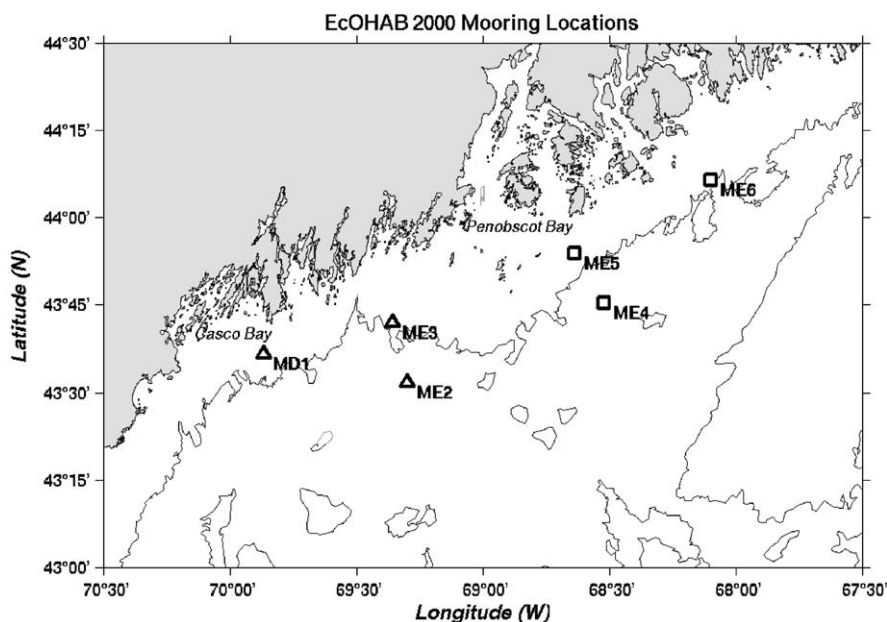 EcOHAB 2000 Mooring Locations
44°30'
44°15'
44°00'
43°45'
43°30'
43°15'
43°00'
Latitude (N)
ME6
Penobscot Bay
ME5
ME4
ME3
Casco Bay
MD1
ME2
70°30'
70°00'
69°30'
69°00'
68°30'
68°00'
67°30'
Longitude (W)